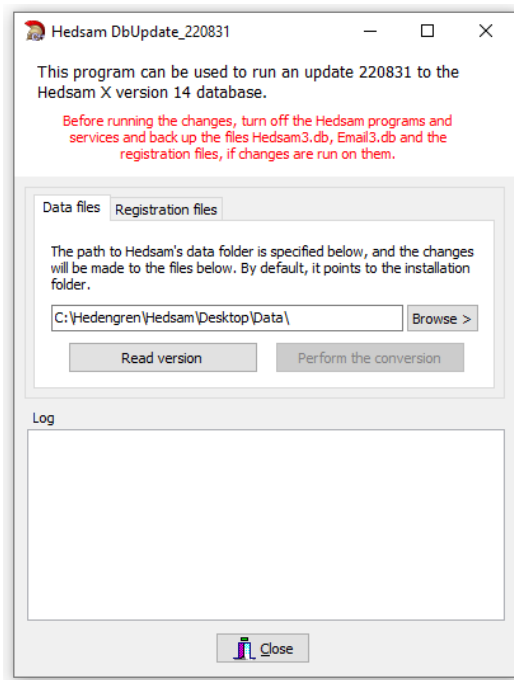 Hedsam DbUpdate_220831
This program can be used to run an update 220831 to the
Hedsam X version 14 database.
Before running the changes, turn off the Hedsam programs and
services and back up the files Hedsam3.db, Email3.db and the
registration files, if changes are run on them.
Data files
Registration files
The path to Hedsam's data folder is specified below, and the changes
will be made to the files below. By default, it points to the installation
folder.
C:\Hedengren\Hedsam\Desktop\Data\
Browse >
Read version
Perform the conversion
Log
Close